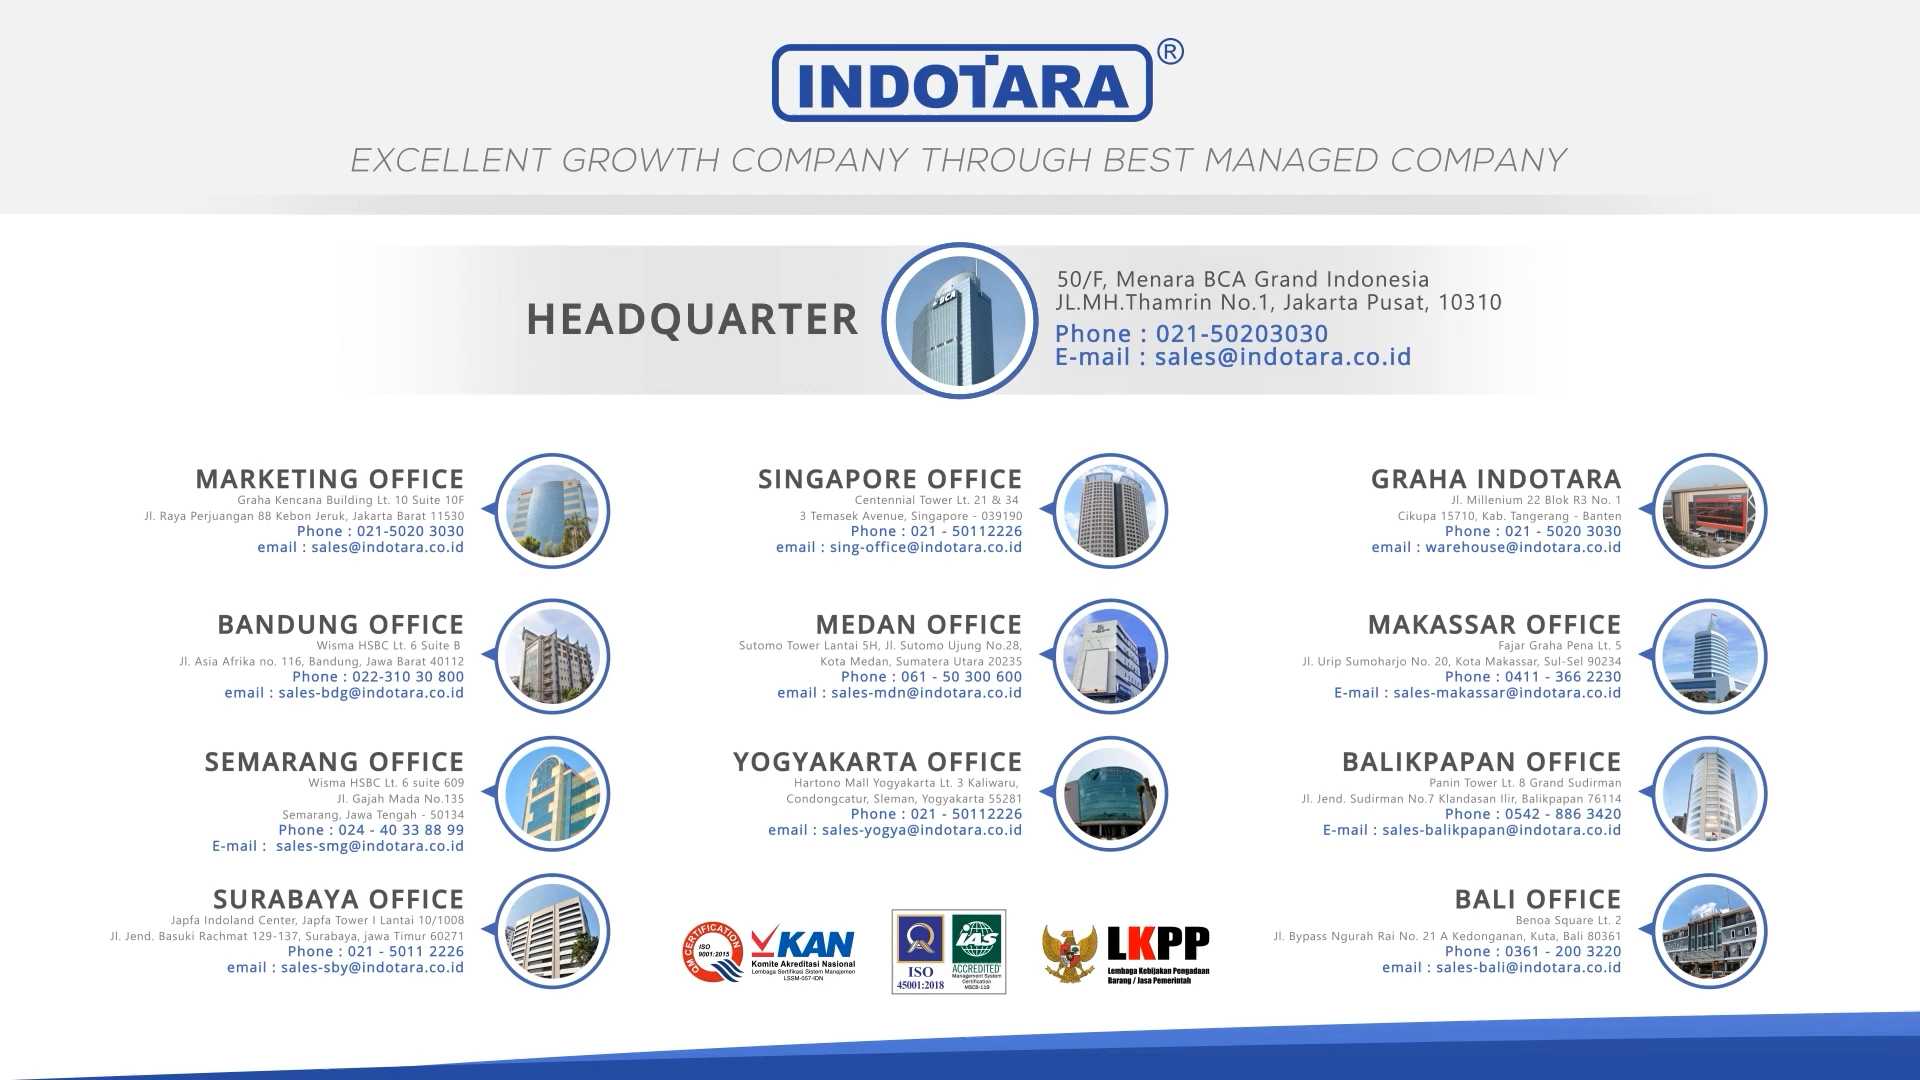 INDOTARA®
EXCELLENT GROWTH COMPANY THROUGH BEST MANAGED COMPANY
HEADQUARTER
BCA
50/F, Menara BCA Grand Indonesia
JL.MH.Thamrin No.1, Jakarta Pusat, 10310
Phone : 021-50203030
E-mail : sales@indotara.co.id
MARKETING OFFICE
Graha Kencana Building Lt. 10 Suite 10F
Jl. Raya Perjuangan 88 Kebon Jeruk, Jakarta Barat 11530
Phone : 021-5020 3030
email : sales@indotara.co.id
SINGAPORE OFFICE
Centennial Tower Lt. 21 & 34
3 Temasek Avenue, Singapore - 039190
Phone : 021 - 50112226
email : sing-office@indotara.co.id
GRAHA INDOTARA
Jl. Millenium 22 Blok R3 No. 1
Cikupa 15710, Kab. Tangerang - Banten
Phone : 021 - 5020 3030
email : warehouse@indotara.co.id
BANDUNG OFFICE
Wisma HSBC Lt. 6 Suite B
Jl. Asia Afrika no. 116, Bandung, Jawa Barat 40112
Phone : 022-310 30 800
email : sales-bdg@indotara.co.id
MEDAN OFFICE
Sutomo Tower Lantai 5H, Jl. Sutomo Ujung No.28,
Kota Medan, Sumatera Utara 20235
Phone : 061 - 50 300 600
email : sales-mdn@indotara.co.id
MAKASSAR OFFICE
Fajar Graha Pena Lt. 5
Jl. Urip Sumoharjo No. 20, Kota Makassar, Sul-Sel 90234
Phone : 0411 - 366 2230
E-mail : sales-makassar@indotara.co.id
SEMARANG OFFICE
Wisma HSBC Lt. 6 suite 609
Jl. Gajah Mada No.135
Semarang, Jawa Tengah - 50134
Phone : 024 - 40 33 88 99
E-mail : sales-smg@indotara.co.id
YOGYAKARTA OFFICE
Hartono Mall Yogyakarta Lt. 3 Kaliwaru,
Condongcatur, Sleman, Yogyakarta 55281
Phone : 021 - 50112226
email : sales-yogya@indotara.co.id
BALIKPAPAN OFFICE
Panin Tower Lt. 8 Grand Sudirman
Jl. Jend. Sudirman No.7 Klandasan Ilir, Balikpapan 76114
Phone : 0542 - 886 3420
E-mail : sales-balikpapan@indotara.co.id
SURABAYA OFFICE
Japfa Indoland Center, Japfa Tower I Lantai 10/1008
Jl. Jend. Basuki Rachmat 129-137, Surabaya, jawa Timur 60271
Phone : 021 - 5011 2226
email : sales-sby@indotara.co.id
QM CERTIFICATION
ISO
9001:2015
KAN
Komite Akreditasi Nasional
Lembaga Sertifikasi Sistem Manajemen
LSSM-057-IDN
ISO
45001:2018
IAS
ACCREDITED
Management System
Certification
MSCB-119
LKPP
Lembaga Kebijakan Pengadaan
Barang / Jasa Pemerintah
BALI OFFICE
Benoa Square Lt. 2
Jl. Bypass Ngurah Rai No. 21 A Kedonganan, Kuta, Bali 80361
Phone : 0361 - 200 3220
email : sales-bali@indotara.co.id